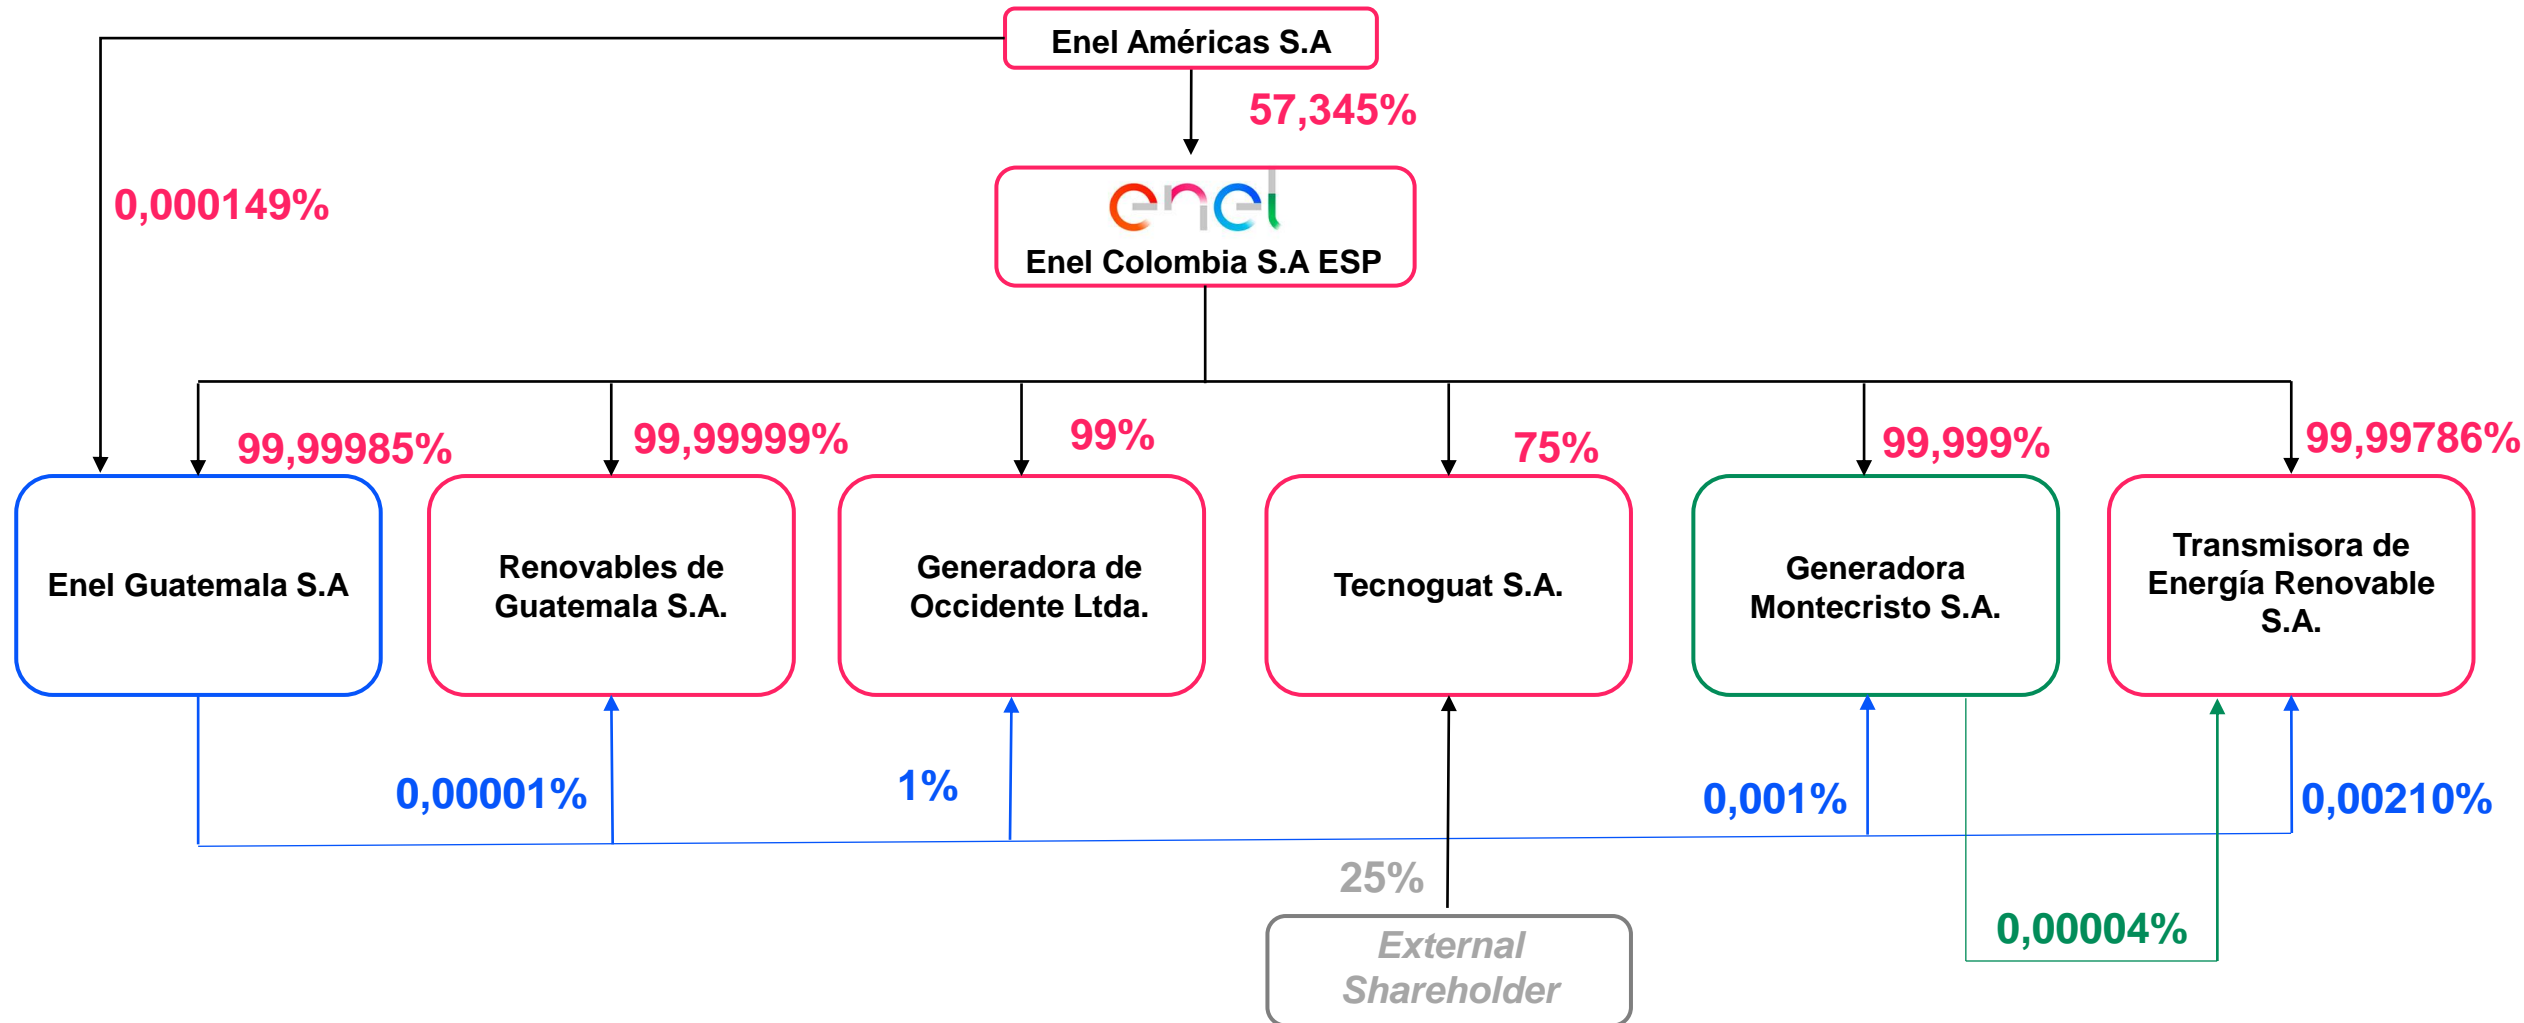 Enel Américas S.A
57,345%
0,000149%
enel
Enel Colombia S.A ESP
99,99985%
99,99999%
99%
75%
99,999%
99,99786%
Enel Guatemala S.A
Renovables de
Guatemala S.A.
Generadora de
Occidente Ltda.
Tecnoguat S.A.
Generadora
Montecristo S.A.
Transmisora de
Energía Renovable
S.A.
0,00001%
1%
0,001%
0,00210%
25%
0,00004%
External
Shareholder